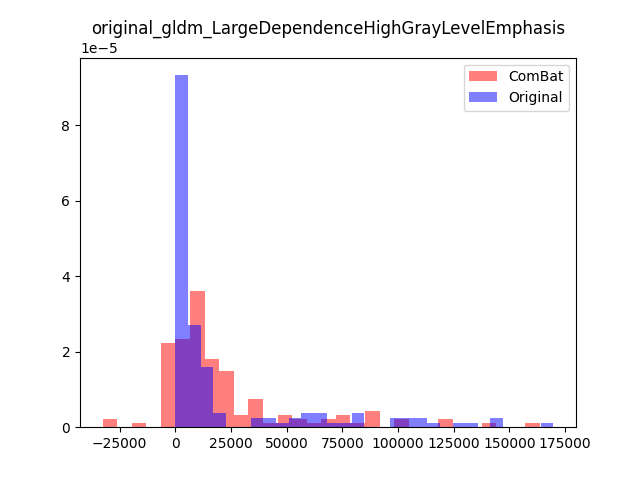 original_gldm_LargeDependenceHighGrayLevelEmphasis
1e−5
ComBat
Original
8
6
4
2
0
−25000 0 25000 50000 75000 100000 125000 150000 175000